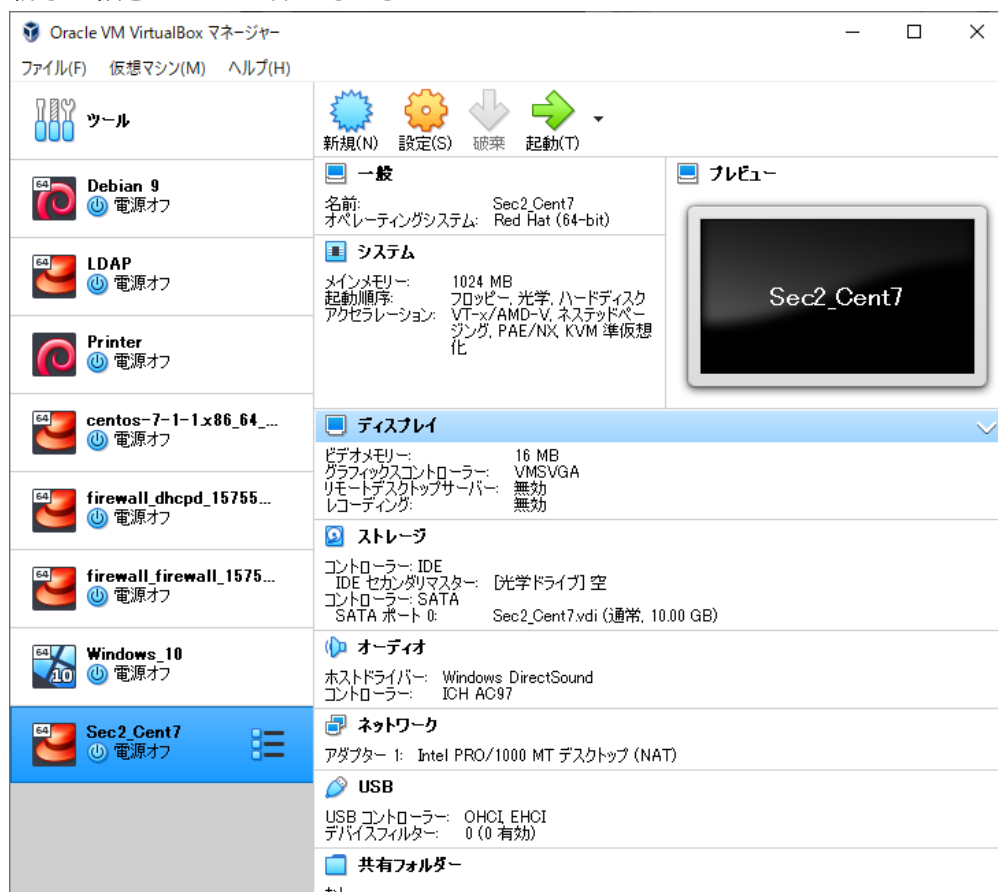 Oracle VM VirtualBox マネージャー
ファイル(F) 仮想マシン(M) ヘルプ(H)
ツール
新規(N) 設定(S) 破棄 起動(T)
64 Debian 9
電源オフ
64 LDAP
電源オフ
Printer
電源オフ
64 centos-7-1-1.x86_64_...
電源オフ
64 firewall_dhcpd_15755...
電源オフ
64 firewall_firewall_1575...
電源オフ
64 Windows_10
10 電源オフ
64 Sec2_Cent7
電源オフ
一般
名前: Sec2_Cent7
オペレーティングシステム: Red Hat (64-bit)
プレビュー
Sec2_Cent7
システム
メインメモリー: 1024 MB
起動順序: フロッピー, 光学, ハードディスク
アクセラレーション: VT-x/AMD-V, ネステッドペー
ジング, PAE/NX, KVM 準仮想
化
ディスプレイ
ビデオメモリー: 16 MB
グラフィックスコントローラー: VMSVGA
リモートデスクトップサーバー: 無効
レコーディング: 無効
ストレージ
コントローラー: IDE
IDE セカンダリマスター: [光学ドライブ] 空
コントローラー: SATA
SATA ポート 0: Sec2_Cent7.vdi (通常, 10.00 GB)
オーディオ
ホストドライバー: Windows DirectSound
コントローラー: ICH AC97
ネットワーク
アダプター 1: Intel PRO/1000 MT デスクトップ (NAT)
USB
USB コントローラー: OHCI, EHCI
デバイスフィルター: 0 (0 有効)
共有フォルダー